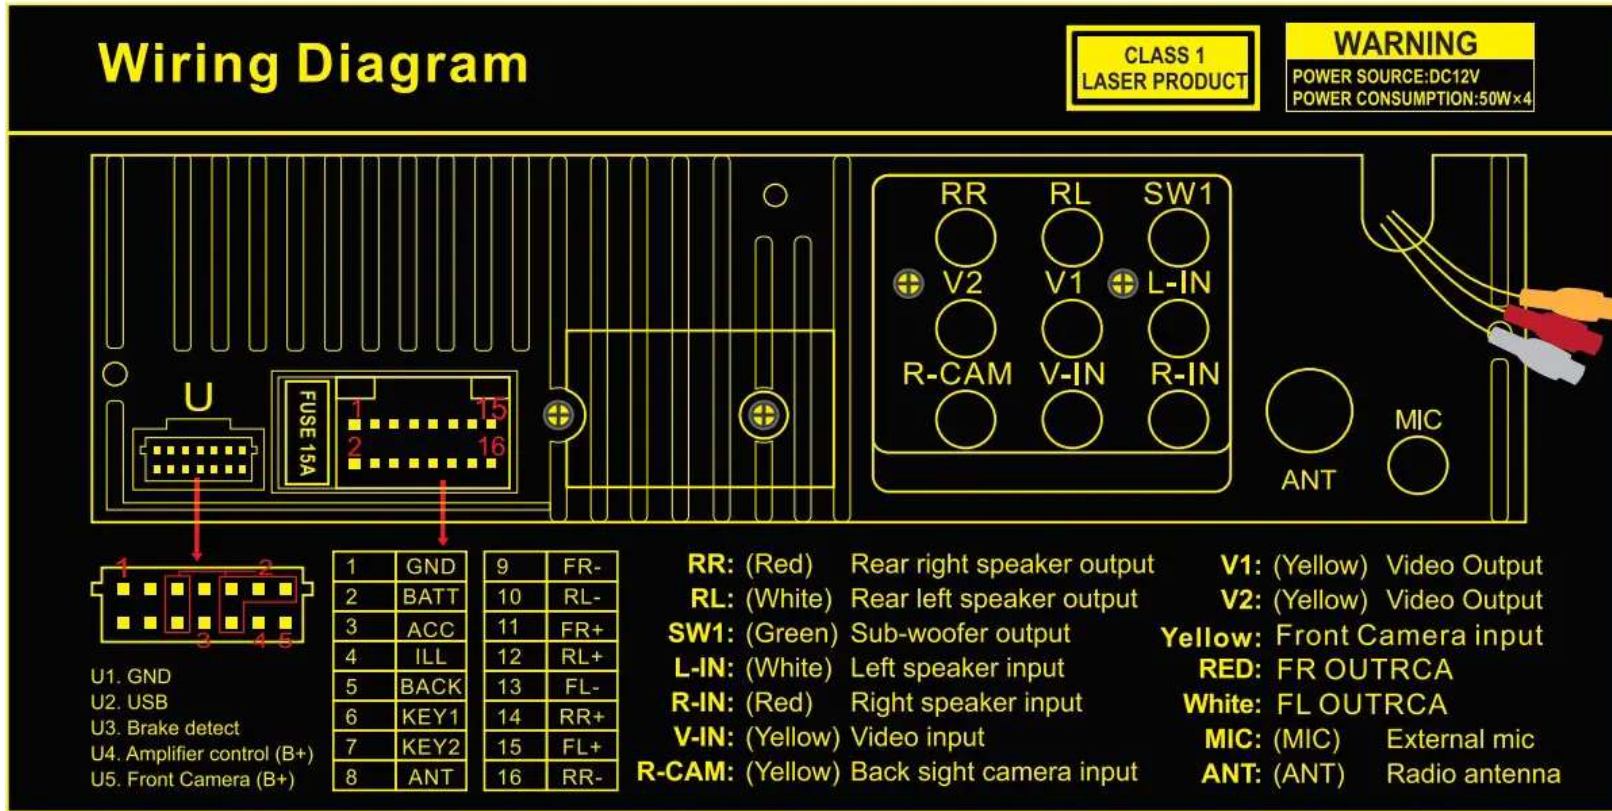 Wiring Diagram
CLASS 1
LASER PRODUCT
WARNING
POWER SOURCE:DC12V
POWER CONSUMPTION:50W×4
RR RL SW1
V2 V1 L-IN
R-CAM V-IN R-IN
ANT
MIC
U
FUSE 15A
1 15
2 16
1 2
3 4 5
U1. GND
U2. USB
U3. Brake detect
U4. Amplifier control (B+)
U5. Front Camera (B+)
1 GND 9 FR-
2 BATT 10 RL-
3 ACC 11 FR+
4 ILL 12 RL+
5 BACK 13 FL-
6 KEY1 14 RR+
7 KEY2 15 FL+
8 ANT 16 RR-
RR: (Red) Rear right speaker output
RL: (White) Rear left speaker output
SW1: (Green) Sub-woofer output
L-IN: (White) Left speaker input
R-IN: (Red) Right speaker input
V-IN: (Yellow) Video input
R-CAM: (Yellow) Back sight camera input
V1: (Yellow) Video Output
V2: (Yellow) Video Output
Yellow: Front Camera input
RED: FR OUTRCA
White: FL OUTRCA
MIC: (MIC) External mic
ANT: (ANT) Radio antenna